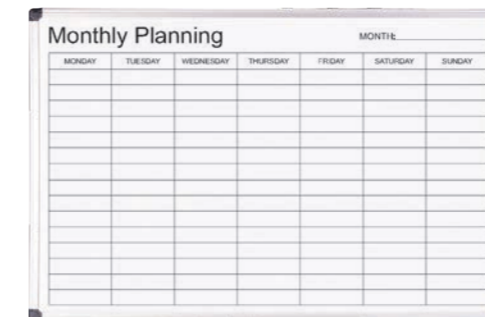 Monthly Planning
MONTH:
MONDAY TUESDAY WEDNESDAY THURSDAY FRIDAY SATURDAY SUNDAY